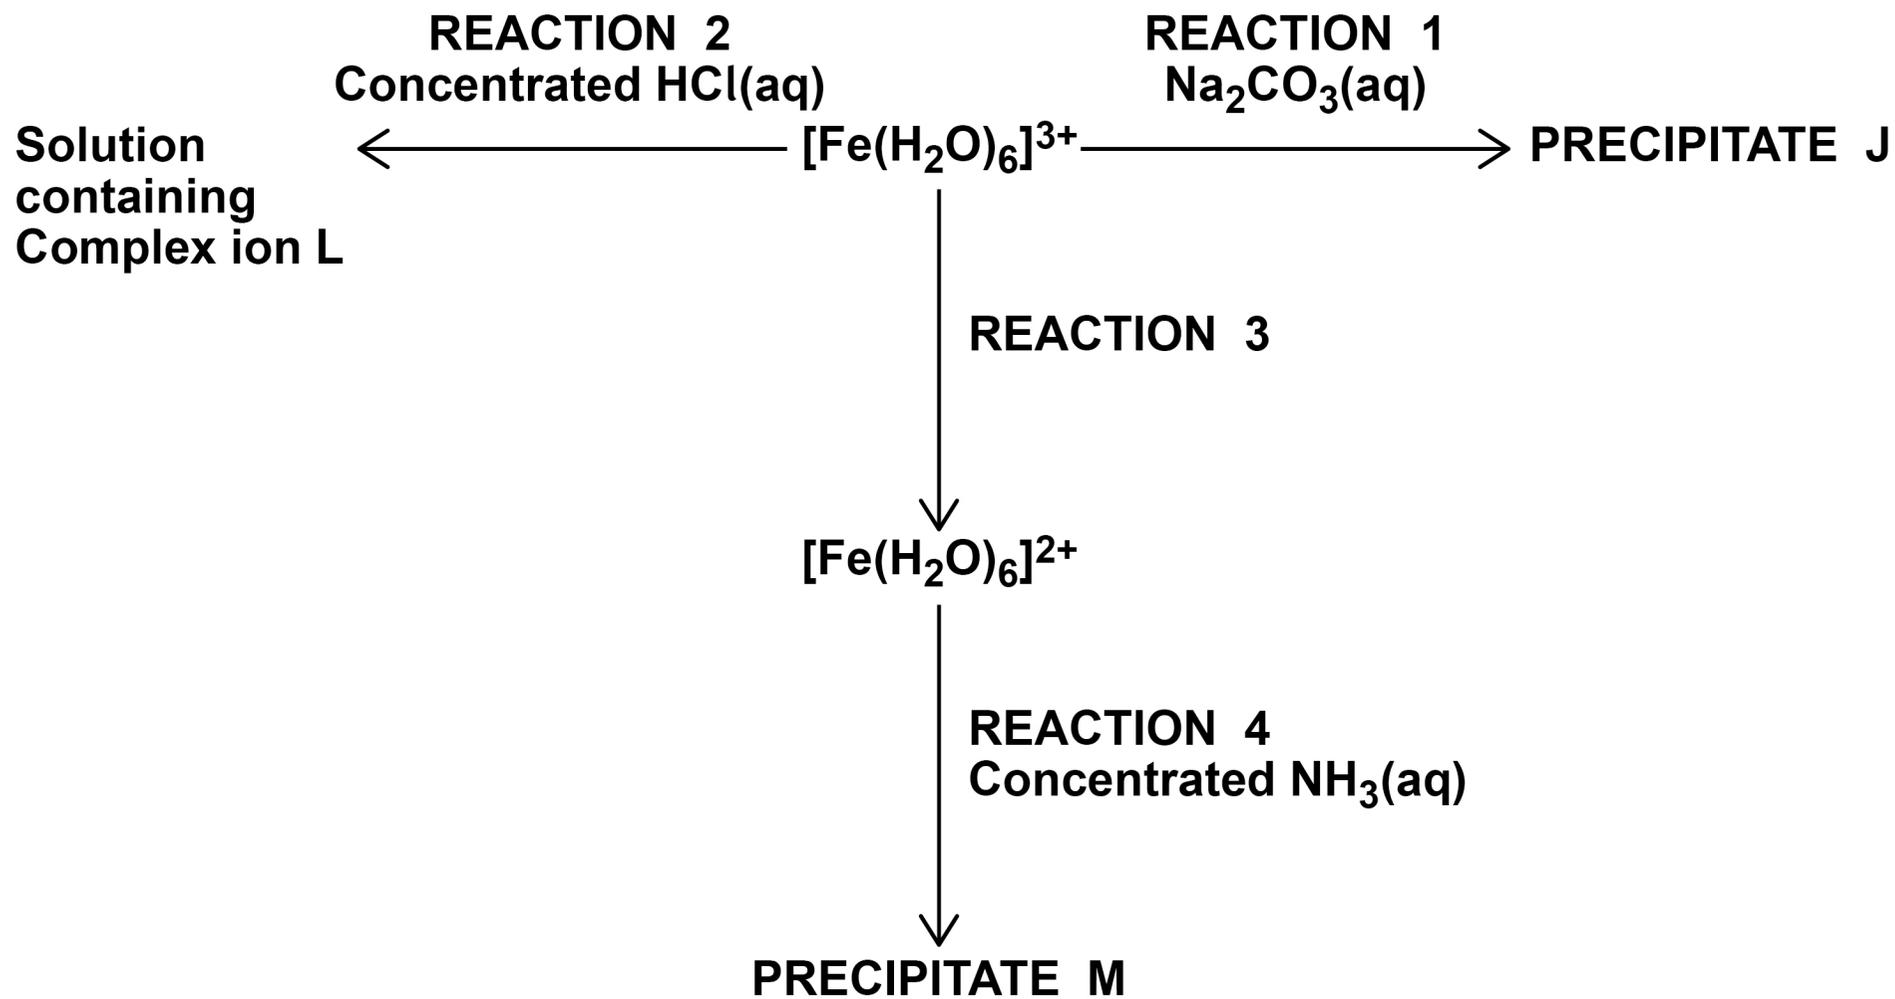 REACTION 2
Concentrated HCl(aq)
REACTION 1
Na₂CO₃(aq)
Solution
containing
Complex ion L
[Fe(H₂O)₆]³⁺
PRECIPITATE J
REACTION 3
[Fe(H₂O)₆]²⁺
REACTION 4
Concentrated NH₃(aq)
PRECIPITATE M